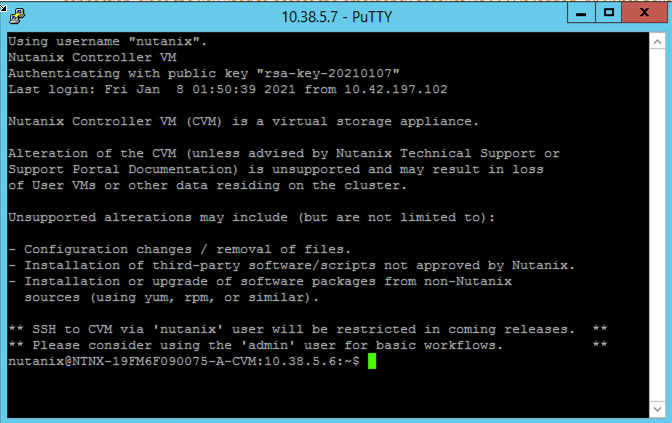 10.38.5.7 - PuTTY
Using username "nutanix".
Nutanix Controller VM
Authenticating with public key "rsa-key-20210107"
Last login: Fri Jan  8 01:50:39 2021 from 10.42.197.102
Nutanix Controller VM (CVM) is a virtual storage appliance.
Alteration of the CVM (unless advised by Nutanix Technical Support or
Support Portal Documentation) is unsupported and may result in loss
of User VMs or other data residing on the cluster.
Unsupported alterations may include (but are not limited to):
- Configuration changes / removal of files.
- Installation of third-party software/scripts not approved by Nutanix.
- Installation or upgrade of software packages from non-Nutanix
  sources (using yum, rpm, or similar).
** SSH to CVM via 'nutanix' user will be restricted in coming releases.  **
** Please consider using the 'admin' user for basic workflows.           **
nutanix@NTNX-19FM6F090075-A-CVM:10.38.5.6:~$